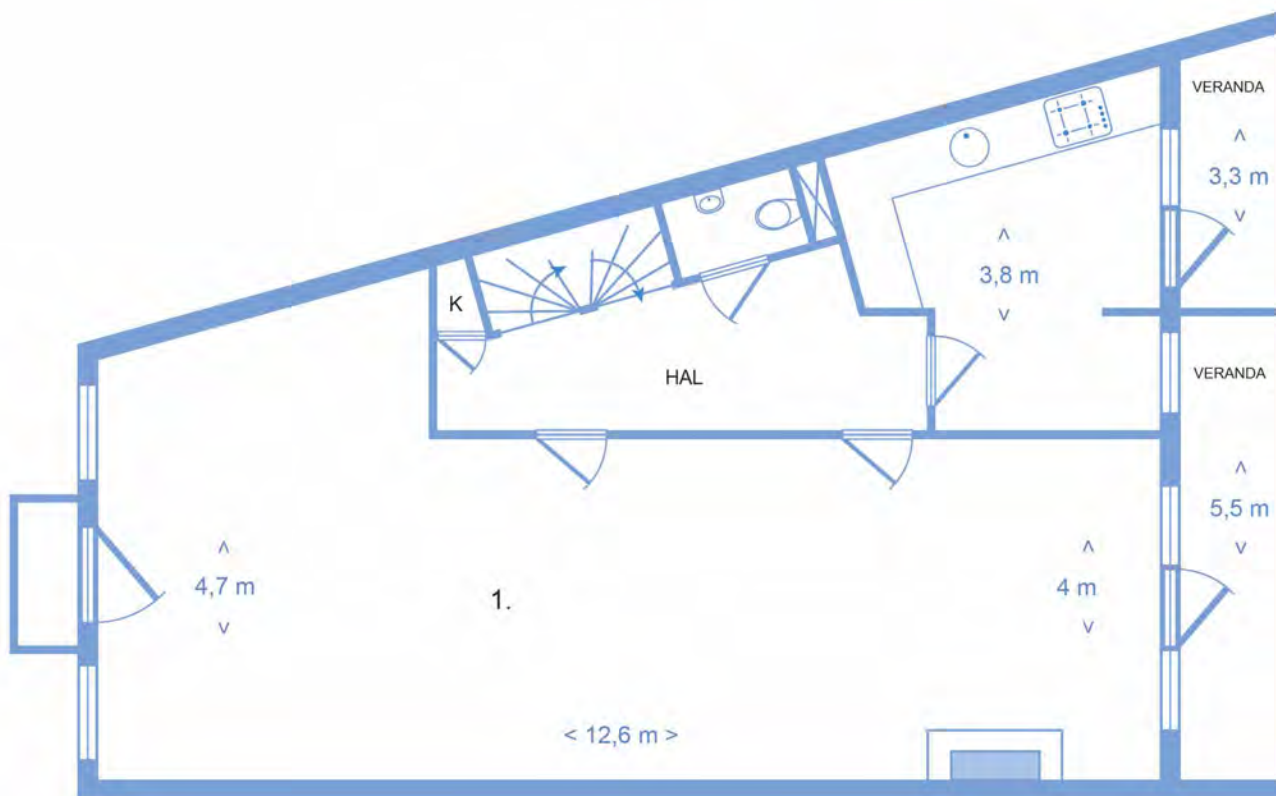 VERANDA
3,3 m
3,8 m
K
HAL
VERANDA
5,5 m
4,7 m
1.
4 m
< 12,6 m >